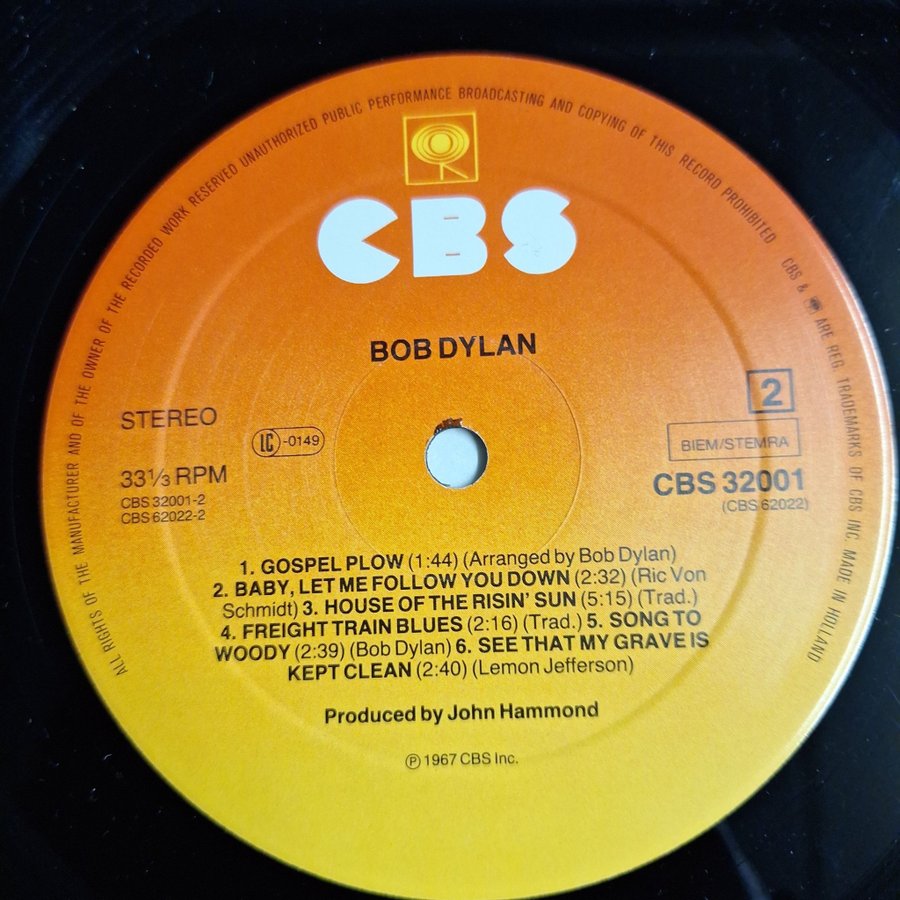 ALL RIGHTS OF THE MANUFACTURER AND OF THE OWNER OF THE RECORDED WORK RESERVED UNAUTHORIZED PUBLIC PERFORMANCE BROADCASTING AND COPYING OF THIS RECORD PROHIBITED
CBS & ARE REG. TRADEMARKS OF CBS INC. MADE IN HOLLAND
CBS
BOB DYLAN
STEREO
LC-0149
33⅓ RPM
CBS 32001-2
CBS 62022-2
2
BIEM/STEMRA
CBS 32001
(CBS 62022)
1. GOSPEL PLOW (1:44) (Arranged by Bob Dylan)
2. BABY, LET ME FOLLOW YOU DOWN (2:32) (Ric Von
Schmidt) 3. HOUSE OF THE RISIN' SUN (5:15) (Trad.)
4. FREIGHT TRAIN BLUES (2:16) (Trad.) 5. SONG TO
WOODY (2:39) (Bob Dylan) 6. SEE THAT MY GRAVE IS
KEPT CLEAN (2:40) (Lemon Jefferson)
Produced by John Hammond
℗ 1967 CBS Inc.